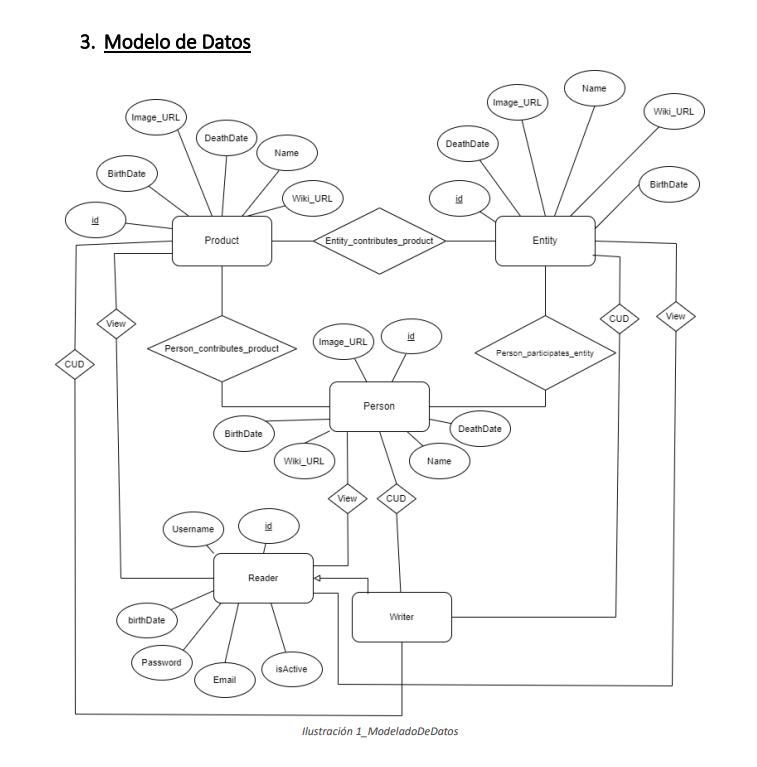 3. Modelo de Datos
Image_URL
DeathDate
Name
BirthDate
Wiki_URL
id
Product
Entity_contributes_product
Image_URL
Name
Wiki_URL
DeathDate
BirthDate
id
Entity
View
CUD
Person_contributes_product
Image_URL
id
Person_participates_entity
CUD
View
Person
BirthDate
DeathDate
Wiki_URL
Name
View
CUD
Username
id
Reader
Writer
birthDate
Password
Email
isActive
Ilustración 1_ModeladoDeDatos